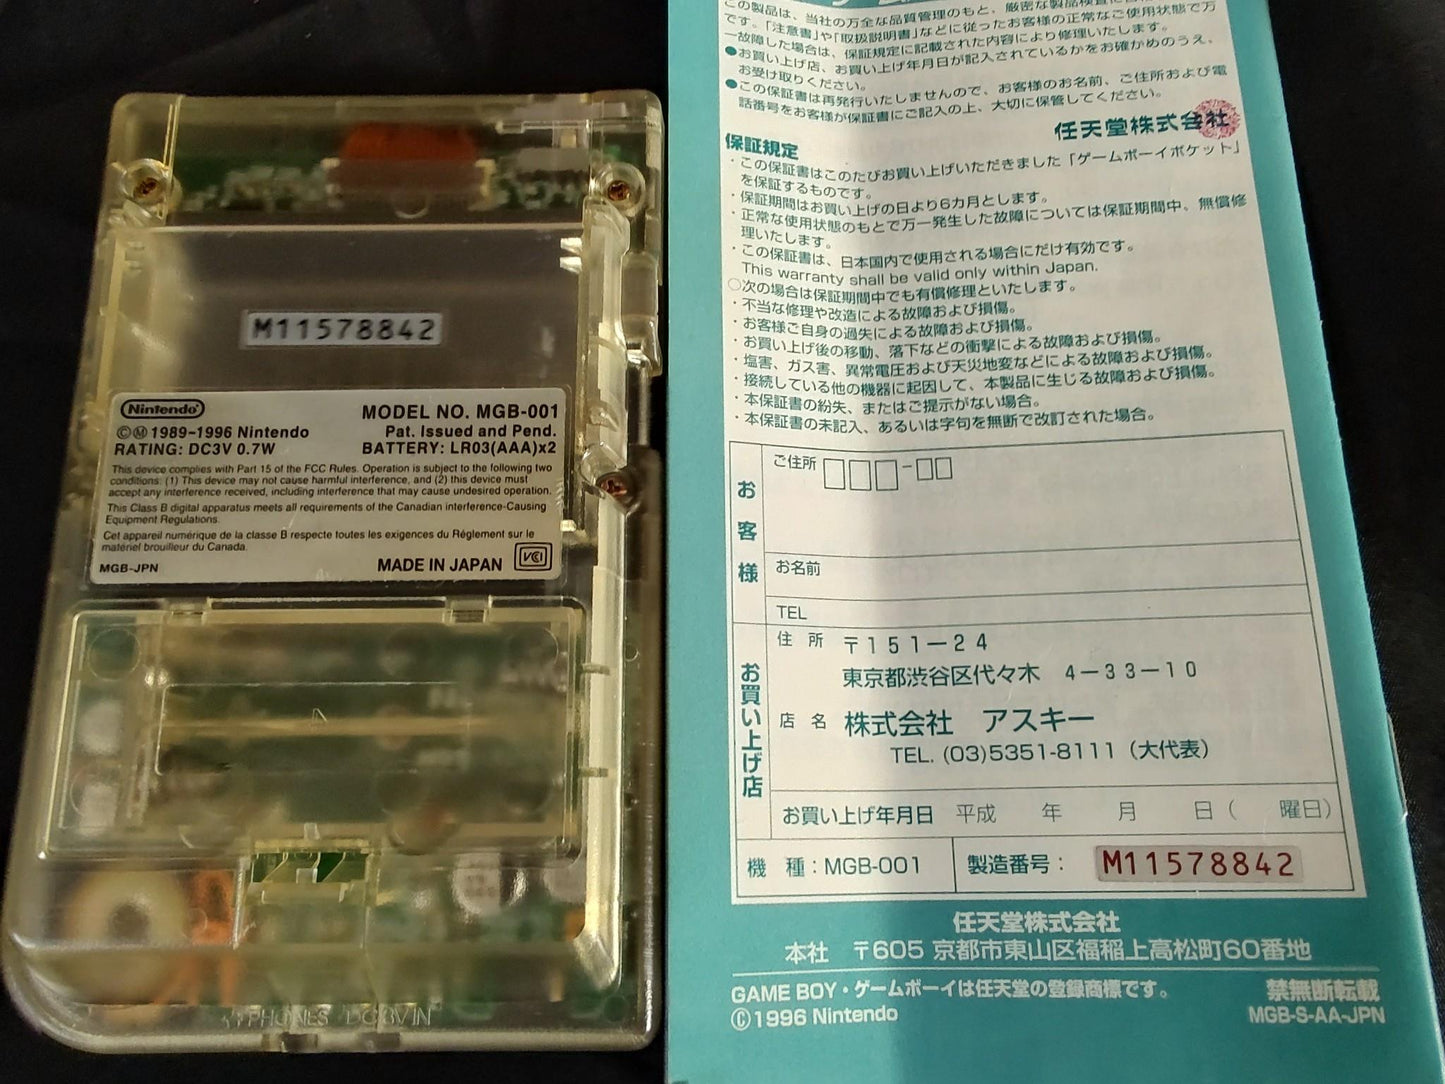 M11578842
Nintendo
MODEL NO. MGB-001
©Ⓜ1989-1996 Nintendo
Pat. Issued and Pend.
RATING: DC3V 0.7W
BATTERY: LR03(AAA)x2
This device complies with Part 15 of the FCC Rules. Operation is subject to the following two
conditions: (1) This device may not cause harmful interference, and (2) this device must
accept any interference received, including interference that may cause undesired operation.
This Class B digital apparatus meets all requirements of the Canadian interference-Causing
Equipment Regulations.
Cet appareil numérique de la classe B respecte toutes les exigences du Réglement sur le
matériel brouilleur du Canada.
MGB-JPN
MADE IN JAPAN
VCI
PHONES DC3V IN
この製品は、当社の万全な品質管理のもと、厳密な製品検査に
です。「注意書」や「取扱説明書」などに従ったお客様の正常なご使用状態で万
一故障した場合は、保証規定に記載された内容により修理いたします。
●お買い上げ店、お買い上げ年月日が記入されているかをお確かめのうえ、
お受け取りください。
●この保証書は再発行いたしませんので、お客様のお名前、ご住所および電
話番号をお客様が保証書にご記入の上、大切に保管してください。
任天堂株式会社
保証規定
・この保証書はこのたびお買い上げいただきました「ゲームボーイポケット」
を保証するものです。
・保証期間はお買い上げの日より6カ月とします。
・正常な使用状態のもとで万一発生した故障については保証期間中、無償修
理いたします。
・この保証書は、日本国内で使用される場合にだけ有効です。
This warranty shall be valid only within Japan.
○次の場合は保証期間中でも有償修理といたします。
・不当な修理や改造による故障および損傷。
・お客様ご自身の過失による故障および損傷。
・お買い上げ後の移動、落下などの衝撃による故障および損傷。
・塩害、ガス害、異常電圧および天災地変などによる故障および損傷。
・接続している他の機器に起因して、本製品に生じる故障および損傷。
・本保証書の紛失、またはご提示がない場合。
・本保証書の未記入、あるいは字句を無断で改訂された場合。
お客様
ご住所 □□□-□□
お名前
TEL
お買い上げ店
住所 〒151-24
東京都渋谷区代々木 4-33-10
店名 株式会社 アスキー
TEL. (03)5351-8111(大代表)
お買い上げ年月日 平成 年 月 日( 曜日)
機種:MGB-001 製造番号: M11578842
任天堂株式会社
本社 〒605 京都市東山区福稲上高松町60番地
GAME BOY・ゲームボーイは任天堂の登録商標です。
禁無断転載
©1996 Nintendo
MGB-S-AA-JPN